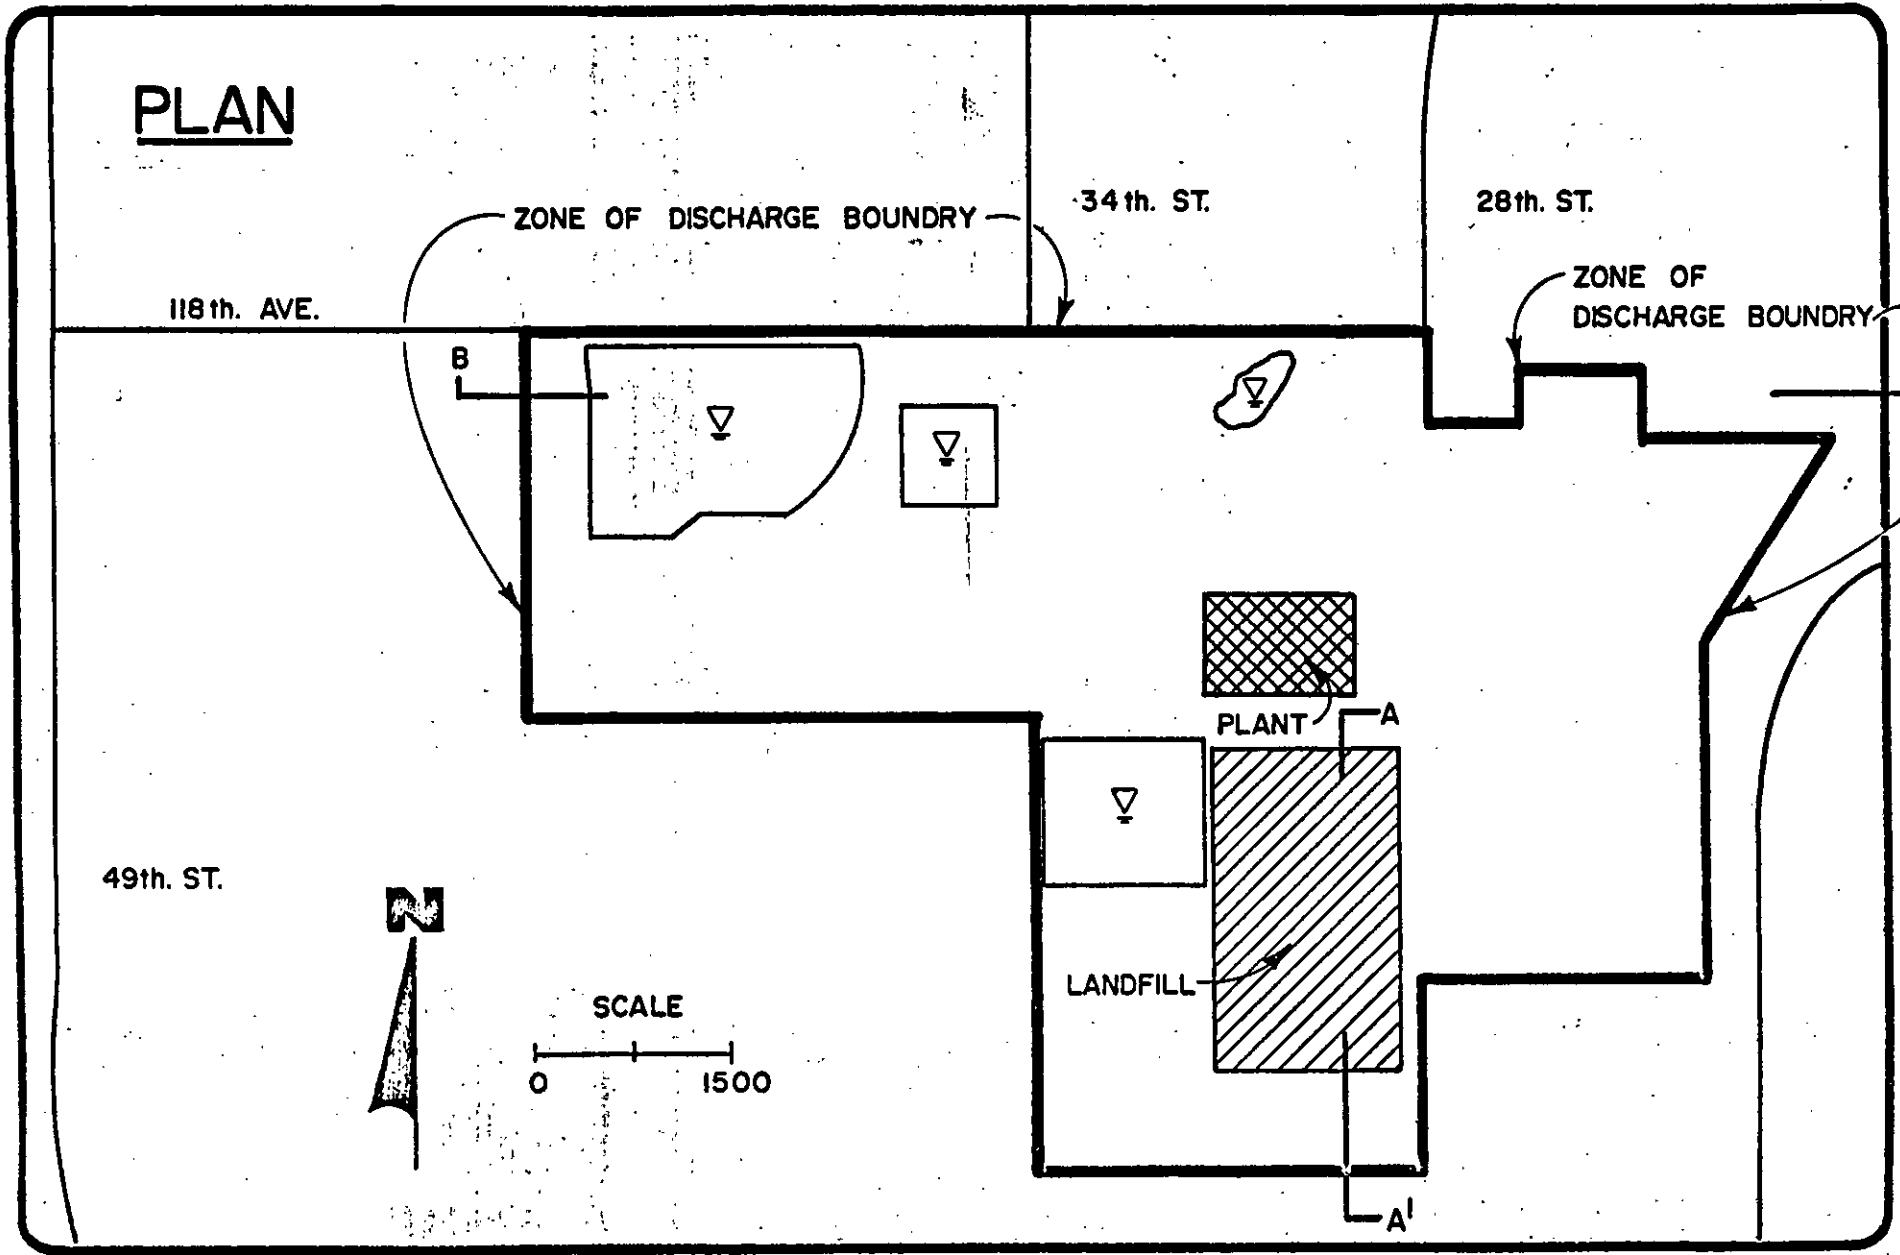 PLAN
ZONE OF DISCHARGE BOUNDRY
34th. ST.
28th. ST.
ZONE OF
DISCHARGE BOUNDRY
118th. AVE.
B
PLANT
A
49th. ST.
N
LANDFILL
SCALE
0 1500
A'